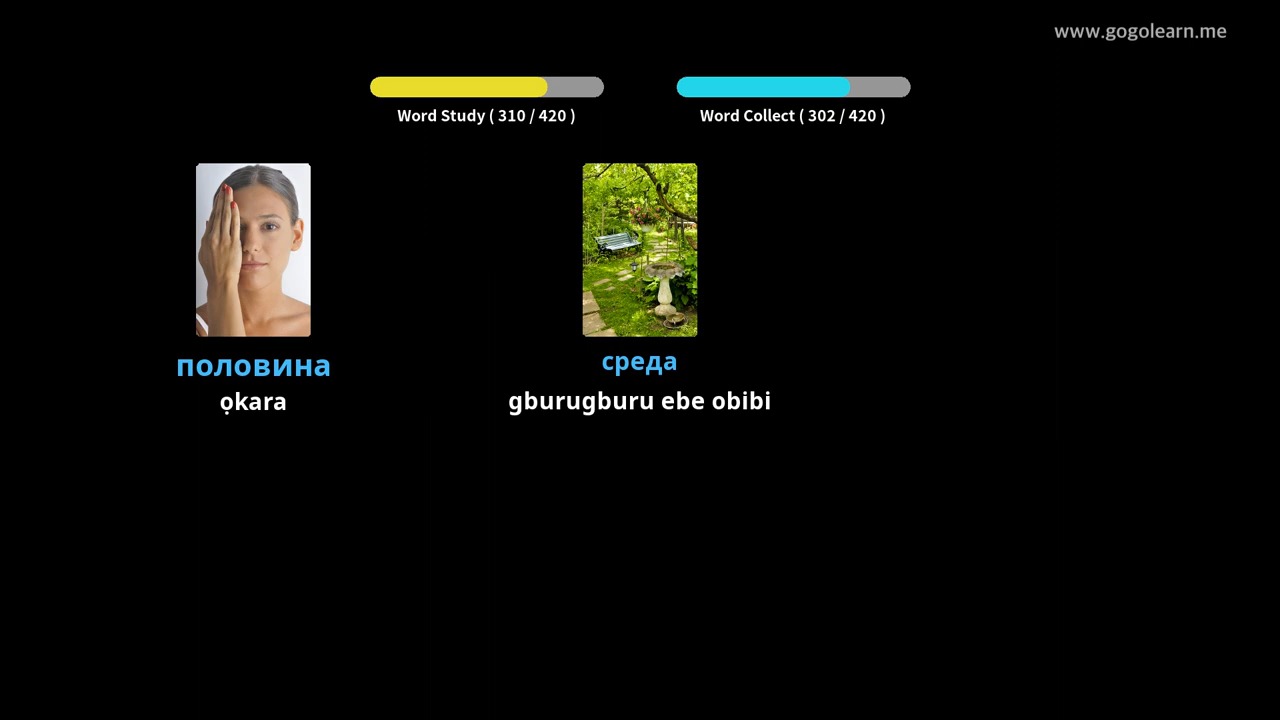 www.gogolearn.me
Word Study ( 310 / 420 )
Word Collect ( 302 / 420 )
половина
ọkara
среда
gburugburu ebe obibi